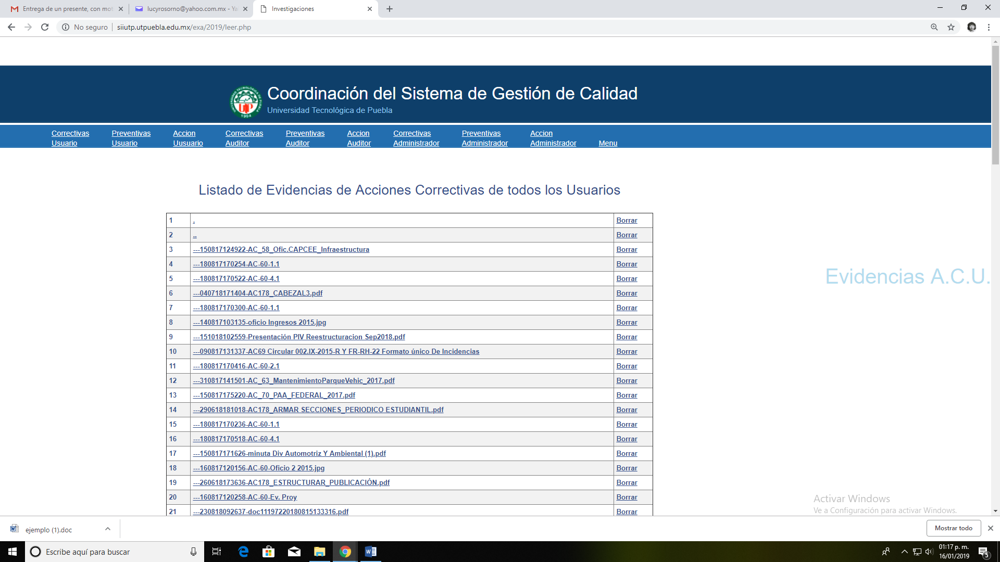 Entrega de un presente, con mot
lucyrosorno@yahoo.com.mx - Ya
Investigaciones
No seguro
siiutp.utpuebla.edu.mx/exa/2019/leer.php
Coordinación del Sistema de Gestión de Calidad
Universidad Tecnológica de Puebla
Correctivas Usuario
Preventivas Usuario
Accion Uusuario
Correctivas Auditor
Preventivas Auditor
Accion Auditor
Correctivas Administrador
Preventivas Administrador
Accion Administrador
Menu
Listado de Evidencias de Acciones Correctivas de todos los Usuarios
1 . Borrar
2 .. Borrar
3 ---150817124922-AC_58_Ofic.CAPCEE_Infraestructura Borrar
4 ---180817170254-AC-60-1.1 Borrar
5 ---180817170522-AC-60-4.1 Borrar
6 ---040718171404-AC178_CABEZAL3.pdf Borrar
7 ---180817170300-AC-60-1.1 Borrar
8 ---140817103135-oficio Ingresos 2015.jpg Borrar
9 ---151018102559-Presentación PIV Reestructuracion Sep2018.pdf Borrar
10 ---090817131337-AC69 Circular 002.IX-2015-R Y FR-RH-22 Formato único De Incidencias Borrar
11 ---180817170416-AC-60-2.1 Borrar
12 ---310817141501-AC_63_MantenimientoParqueVehic_2017.pdf Borrar
13 ---150817175220-AC_70_PAA_FEDERAL_2017.pdf Borrar
14 ---290618181018-AC178_ARMAR SECCIONES_PERIODICO ESTUDIANTIL.pdf Borrar
15 ---180817170236-AC-60-1.1 Borrar
16 ---180817170518-AC-60-4.1 Borrar
17 ---150817171626-minuta Div Automotriz Y Ambiental (1).pdf Borrar
18 ---160817120156-AC-60-Oficio 2 2015.jpg Borrar
19 ---260618173636-AC178_ESTRUCTURAR_PUBLICACIÓN.pdf Borrar
20 ---160817120258-AC-60-Ev. Proy Borrar
21 ---230818092637-doc11197220180815133316.pdf Borrar
Evidencias A.C.U.
Activar Windows
Ve a Configuración para activar Windows.
ejemplo (1).doc
Mostrar todo
Escribe aquí para buscar
01:17 p. m.
16/01/2019
5